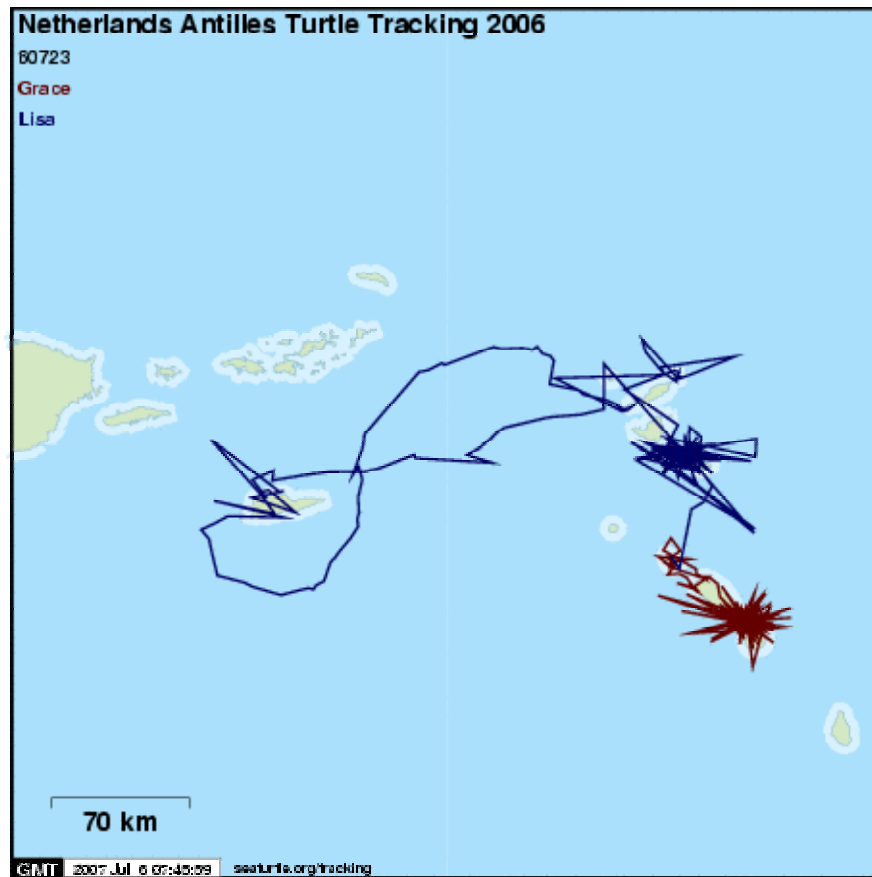 Netherlands Antilles Turtle Tracking 2006
60723
Grace
Lisa
70 km
GMT 2007 Jul 6 07:45:59 seaturtle.org/tracking